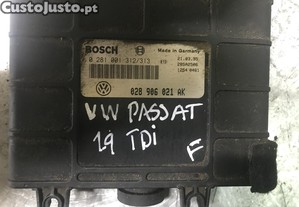 CustoJusto
BOSCH
Made in Germany
0 281 001 312/313
028 906 021 AK
VW PASSAT
1.9 TDi
F